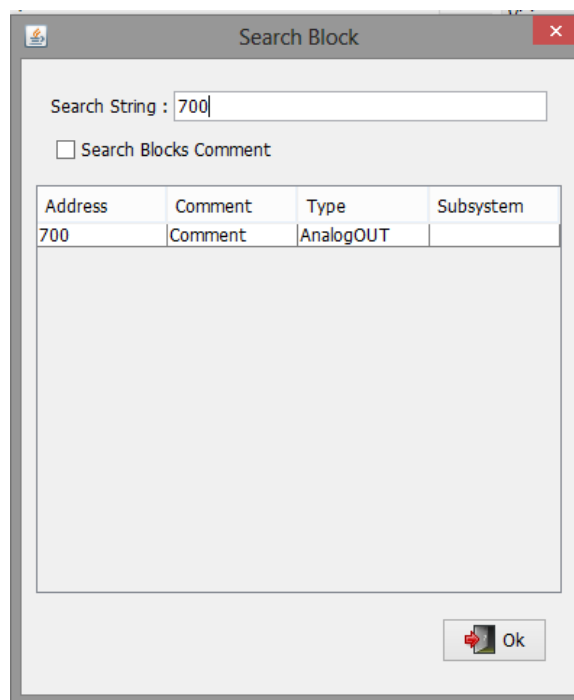 Search Block
Search String : 700
Search Blocks Comment
Address Comment Type Subsystem
700 Comment AnalogOUT
Ok